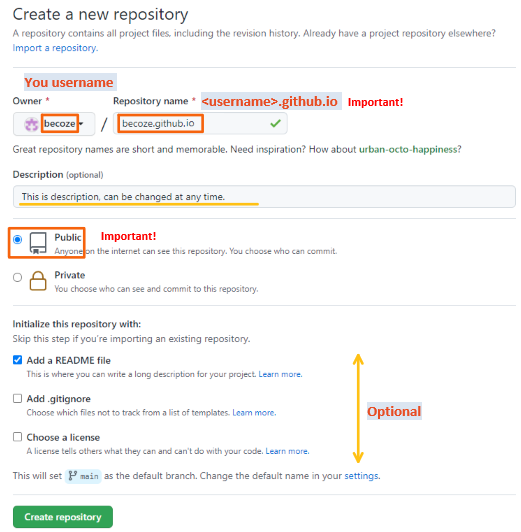 Create a new repository
A repository contains all project files, including the revision history. Already have a project repository elsewhere?
Import a repository.
You username
Owner * Repository name * <username>.github.io Important!
becoze / becoze.github.io
Great repository names are short and memorable. Need inspiration? How about urban-octo-happiness?
Description (optional)
This is description, can be changed at any time.
Public Important!
Anyone on the internet can see this repository. You choose who can commit.
Private
You choose who can see and commit to this repository.
Initialize this repository with:
Skip this step if you're importing an existing repository.
Add a README file
This is where you can write a long description for your project. Learn more.
Add .gitignore
Choose which files not to track from a list of templates. Learn more.
Optional
Choose a license
A license tells others what they can and can't do with your code. Learn more.
This will set main as the default branch. Change the default name in your settings.
Create repository